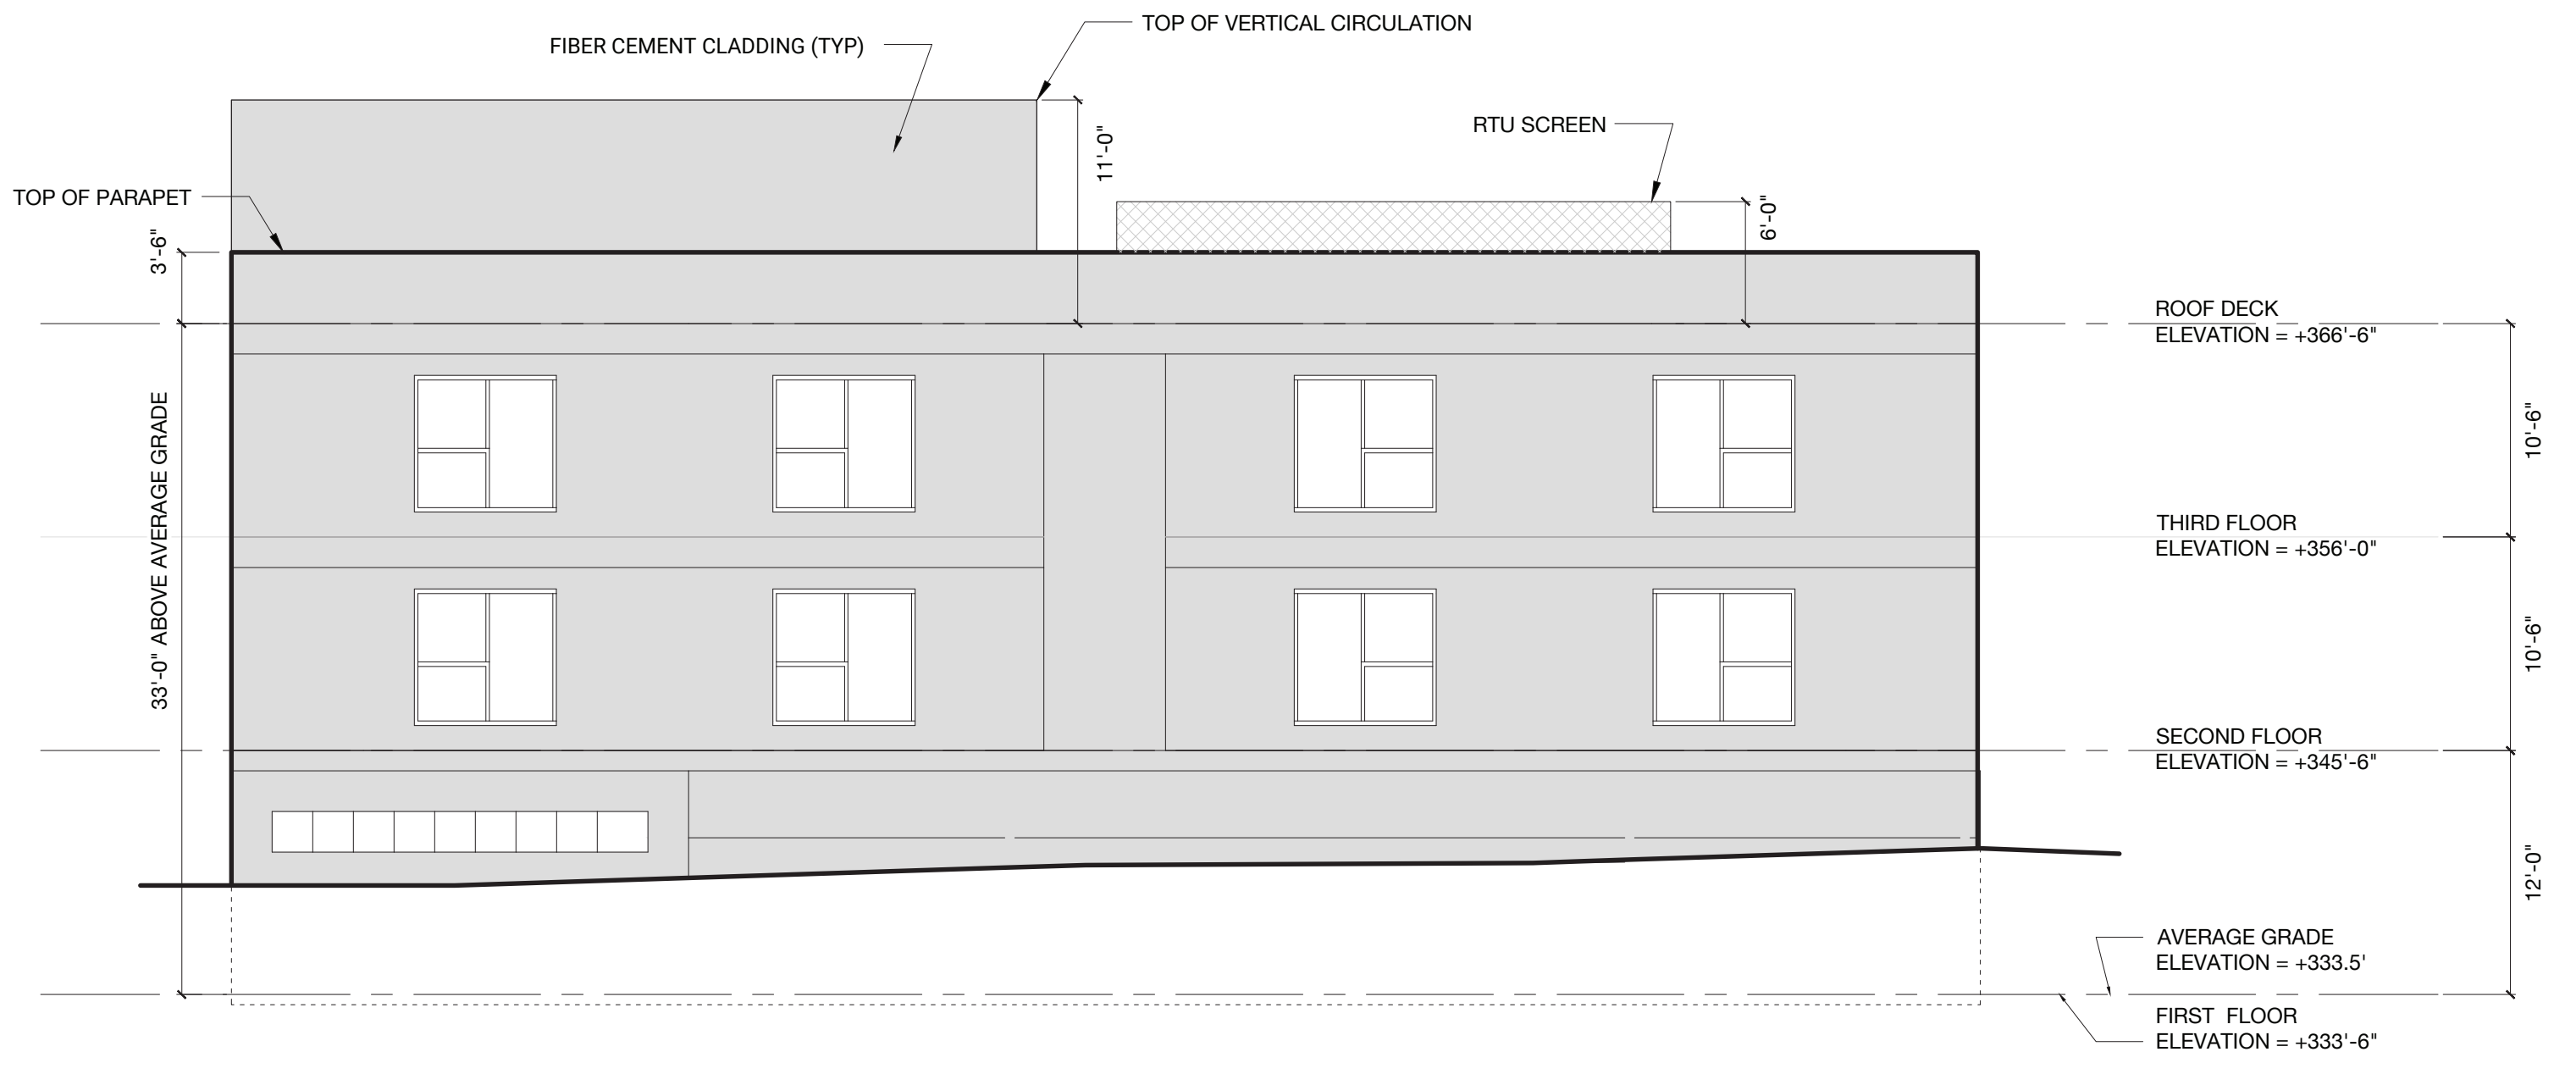 TOP OF VERTICAL CIRCULATION
FIBER CEMENT CLADDING (TYP)
RTU SCREEN
11'-0"
TOP OF PARAPET
6'-0"
3'-6"
ROOF DECK
ELEVATION = +366'-6"
10'-6"
33'-0" ABOVE AVERAGE GRADE
THIRD FLOOR
ELEVATION = +356'-0"
10'-6"
SECOND FLOOR
ELEVATION = +345'-6"
12'-0"
AVERAGE GRADE
ELEVATION = +333.5'
FIRST FLOOR
ELEVATION = +333'-6"